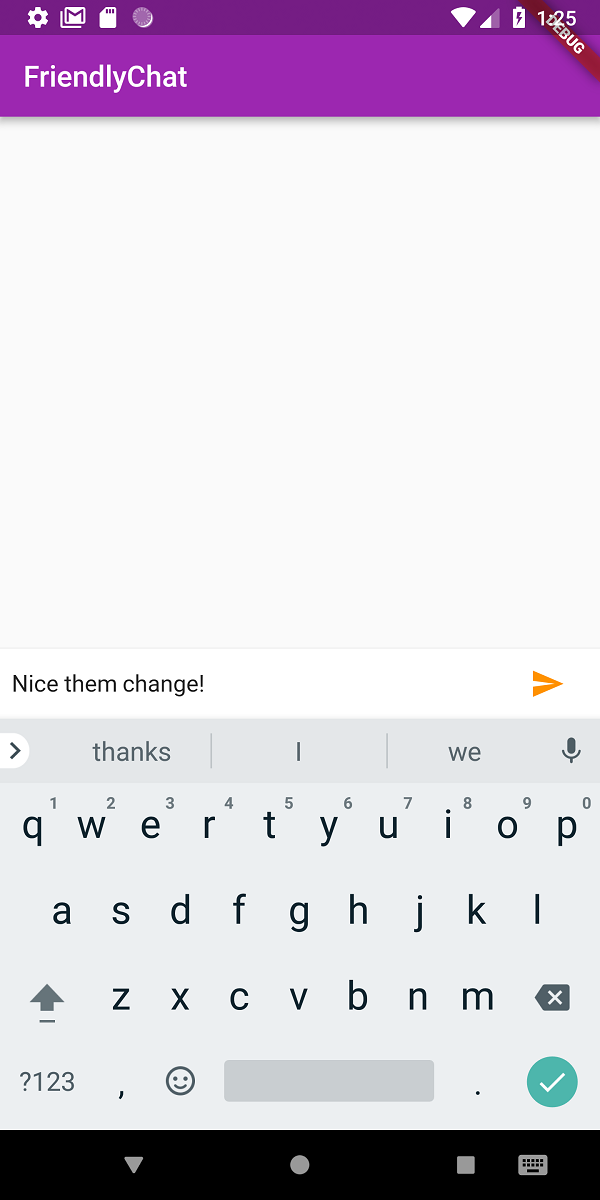 1:25
DEBUG
FriendlyChat
Nice them change!
thanks I we
1 2 3 4 5 6 7 8 9 0
q w e r t y u i o p
a s d f g h j k l
z x c v b n m
?123 , .